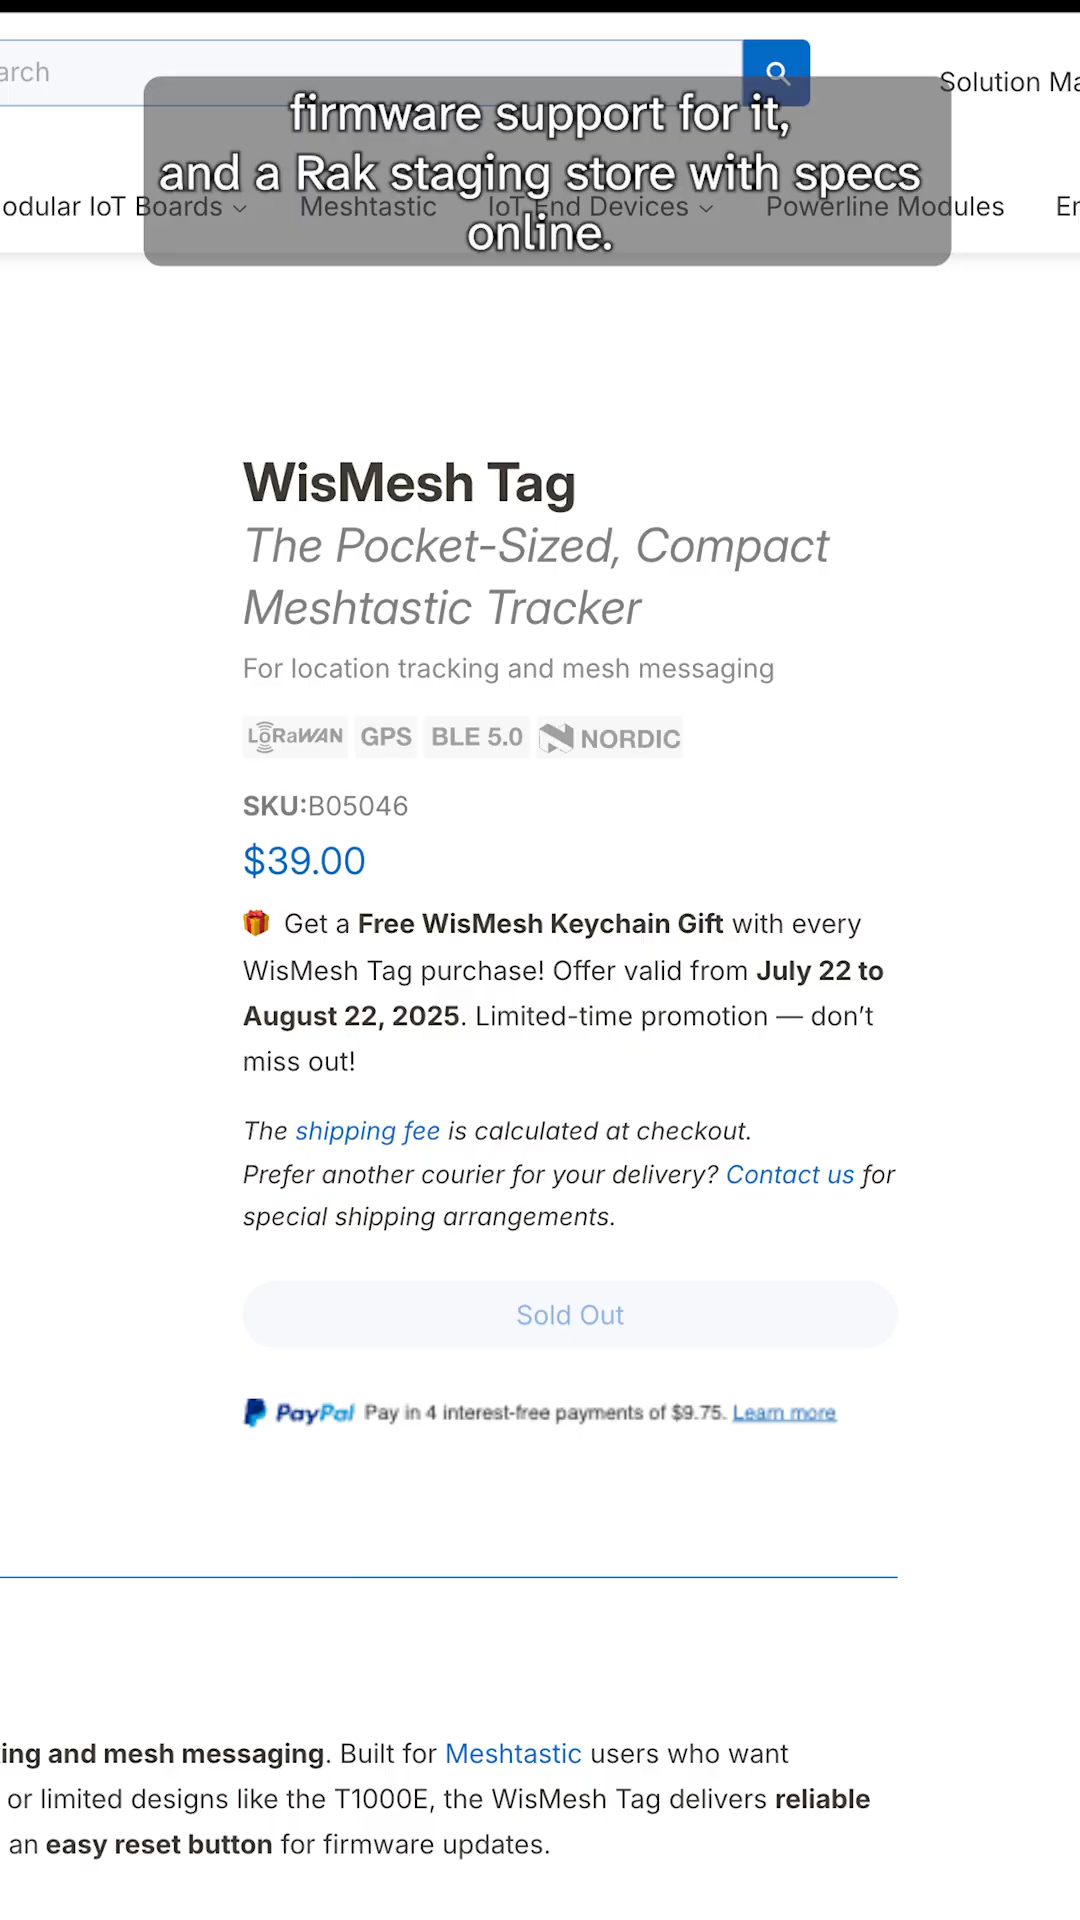 arch
Solution Ma
firmware support for it,
and a Rak staging store with specs
online.
odular IoT Boards
Meshtastic
IoT End Devices
Powerline Modules
Er
WisMesh Tag
The Pocket-Sized, Compact
Meshtastic Tracker
For location tracking and mesh messaging
LoRaWAN GPS BLE 5.0 NORDIC
SKU:B05046
$39.00
🎁 Get a Free WisMesh Keychain Gift with every
WisMesh Tag purchase! Offer valid from July 22 to
August 22, 2025. Limited-time promotion — don’t
miss out!
The shipping fee is calculated at checkout.
Prefer another courier for your delivery? Contact us for
special shipping arrangements.
Sold Out
PayPal Pay in 4 interest-free payments of $9.75. Learn more
ing and mesh messaging. Built for Meshtastic users who want
or limited designs like the T1000E, the WisMesh Tag delivers reliable
an easy reset button for firmware updates.